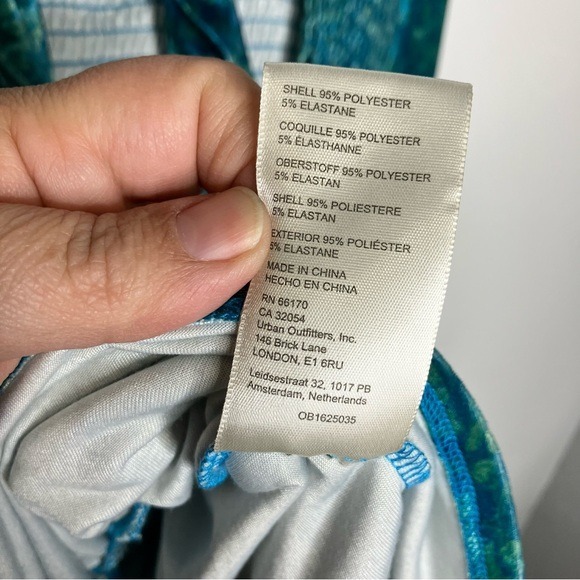 SHELL 95% POLYESTER
5% ELASTANE
COQUILLE 95% POLYESTER
5% ÉLASTHANNE
OBERSTOFF 95% POLYESTER
5% ELASTAN
SHELL 95% POLIESTERE
5% ELASTAN
EXTERIOR 95% POLIÉSTER
5% ELASTANE
MADE IN CHINA
HECHO EN CHINA
RN 66170
CA 32054
Urban Outfitters, Inc.
146 Brick Lane
LONDON, E1 6RU
Leidsestraat 32, 1017 PB
Amsterdam, Netherlands
OB1625035